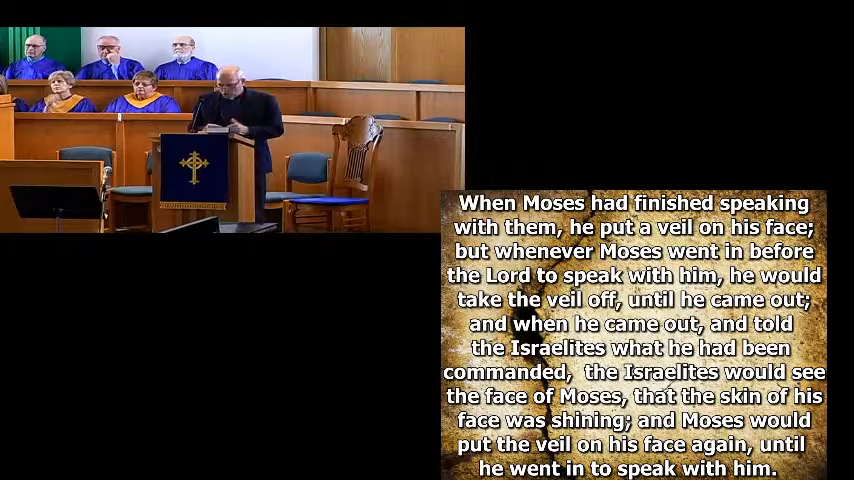 When Moses had finished speaking
with them, he put a veil on his face;
but whenever Moses went in before
the Lord to speak with him, he would
take the veil off, until he came out;
and when he came out, and told
the Israelites what he had been
commanded, the Israelites would see
the face of Moses, that the skin of his
face was shining; and Moses would
put the veil on his face again, until
he went in to speak with him.